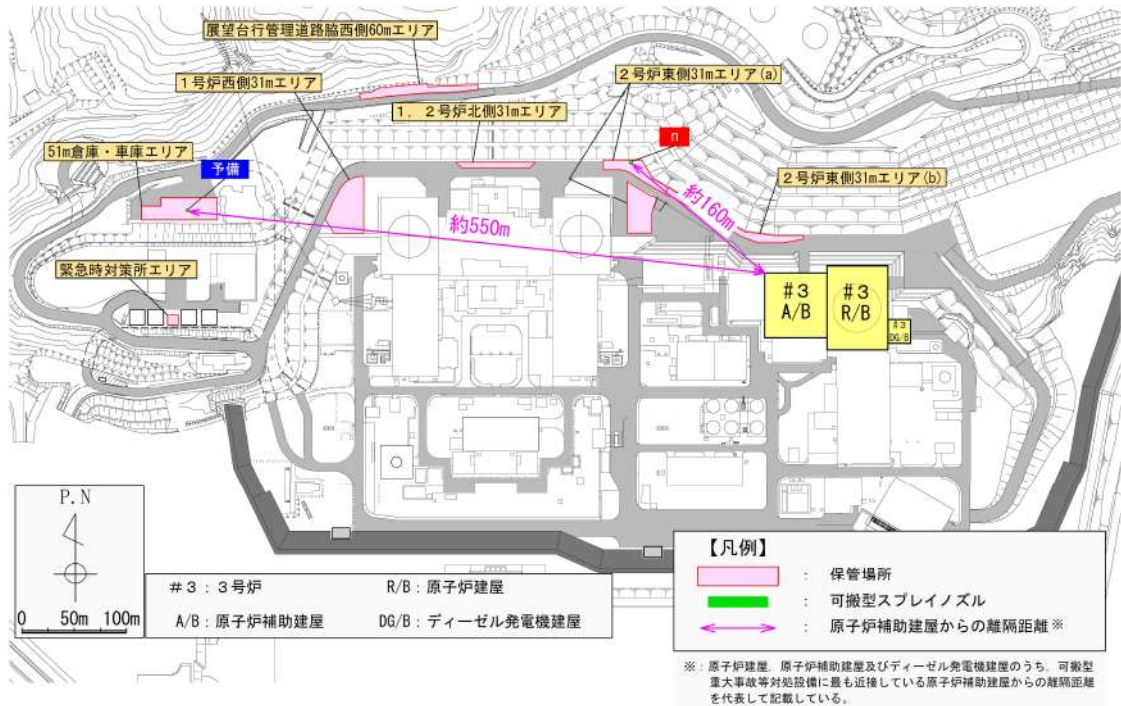 展望台行管理道路脇西側60mエリア
1号炉西側31mエリア
2号炉東側31mエリア(a)
1，2号炉北側31mエリア
51m倉庫・車庫エリア
予備
n
2号炉東側31mエリア(b)
約160m
約550m
緊急時対策所エリア
#3
A/B
#3
R/B
#3
DG/B
P.N
0 50m 100m
#3：3号炉 R/B：原子炉建屋
A/B：原子炉補助建屋 DG/B：ディーゼル発電機建屋
【凡例】
： 保管場所
： 可搬型スプレイノズル
： 原子炉補助建屋からの離隔距離※
※：原子炉建屋，原子炉補助建屋及びディーゼル発電機建屋のうち，可搬型
重大事故等対処設備に最も近接している原子炉補助建屋からの離隔距離
を代表して記載している。